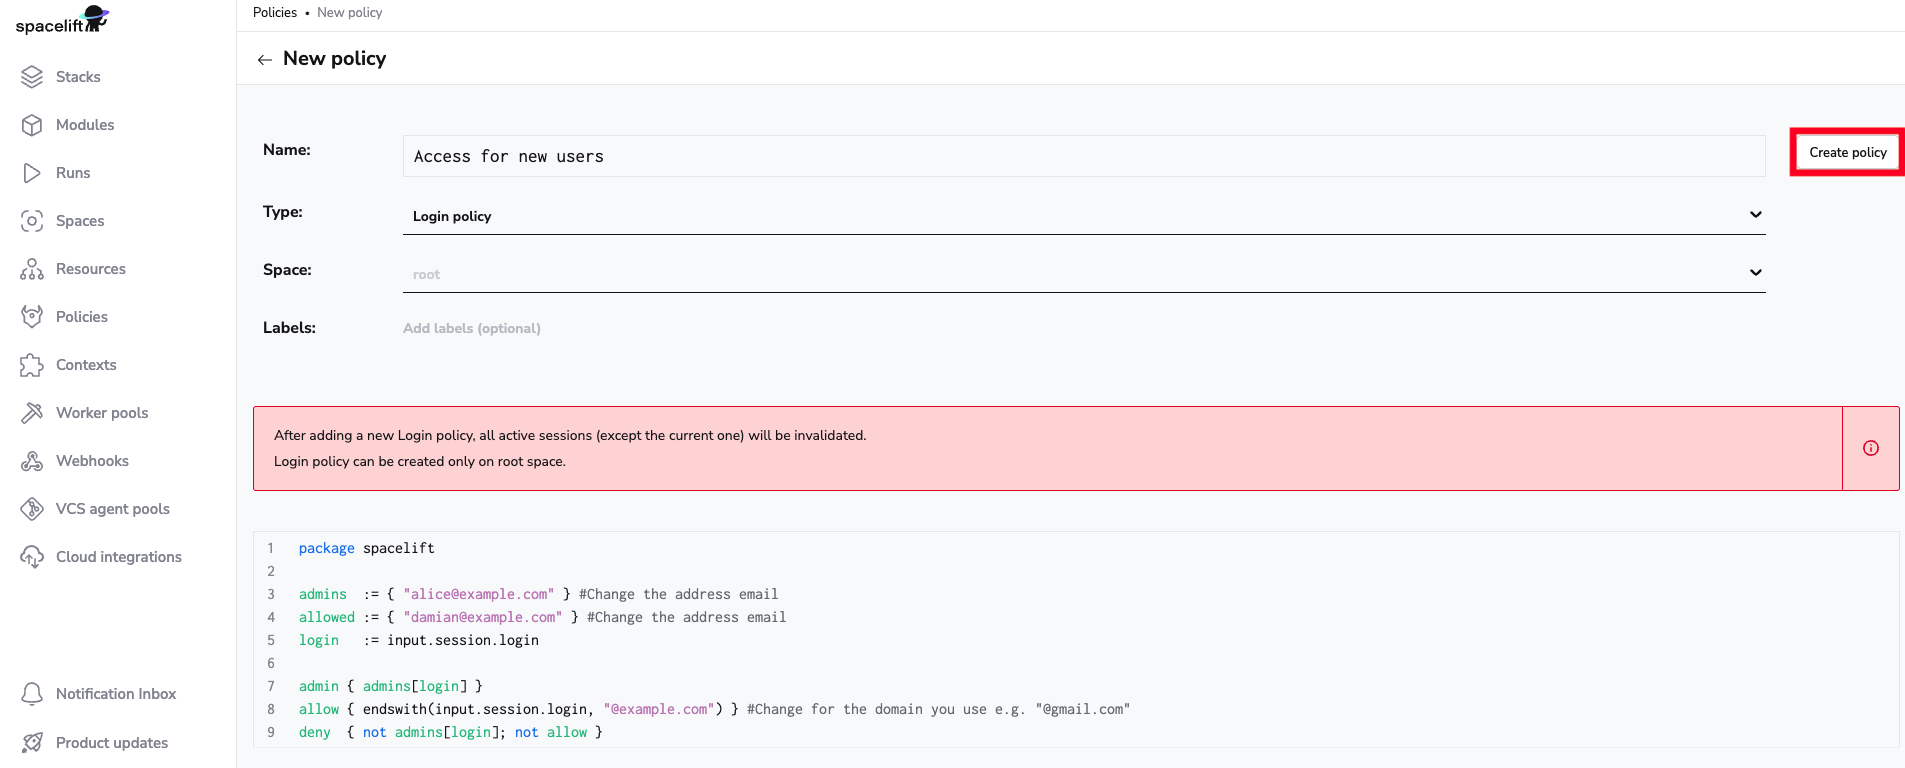 spacelift
Policies • New policy
← New policy
Stacks
Modules
Runs
Spaces
Resources
Policies
Contexts
Worker pools
Webhooks
VCS agent pools
Cloud integrations
Notification Inbox
Product updates
Name:
Access for new users
Create policy
Type:
Login policy
Space:
root
Labels:
Add labels (optional)
After adding a new Login policy, all active sessions (except the current one) will be invalidated.
Login policy can be created only on root space.
1 package spacelift
2
3 admins  := { "alice@example.com" } #Change the address email
4 allowed := { "damian@example.com" } #Change the address email
5 login   := input.session.login
6
7 admin { admins[login] }
8 allow { endswith(input.session.login, "@example.com") } #Change for the domain you use e.g. "@gmail.com"
9 deny  { not admins[login]; not allow }